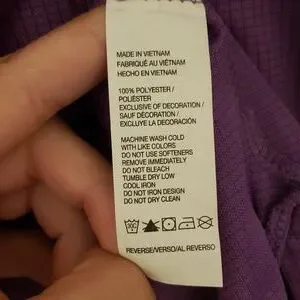 MADE IN VIETNAM
FABRIQUÉ AU VIÊTNAM
HECHO EN VIETNAM
100% POLYESTER /
POLIÉSTER
EXCLUSIVE OF DECORATION /
SAUF DÉCORATION /
EXCLUYE LA DECORACIÓN
MACHINE WASH COLD
WITH LIKE COLORS
DO NOT USE SOFTENERS
REMOVE IMMEDIATELY
DO NOT BLEACH
TUMBLE DRY LOW
COOL IRON
DO NOT IRON DESIGN
DO NOT DRY CLEAN
REVERSE/VERSO/AL REVERSO